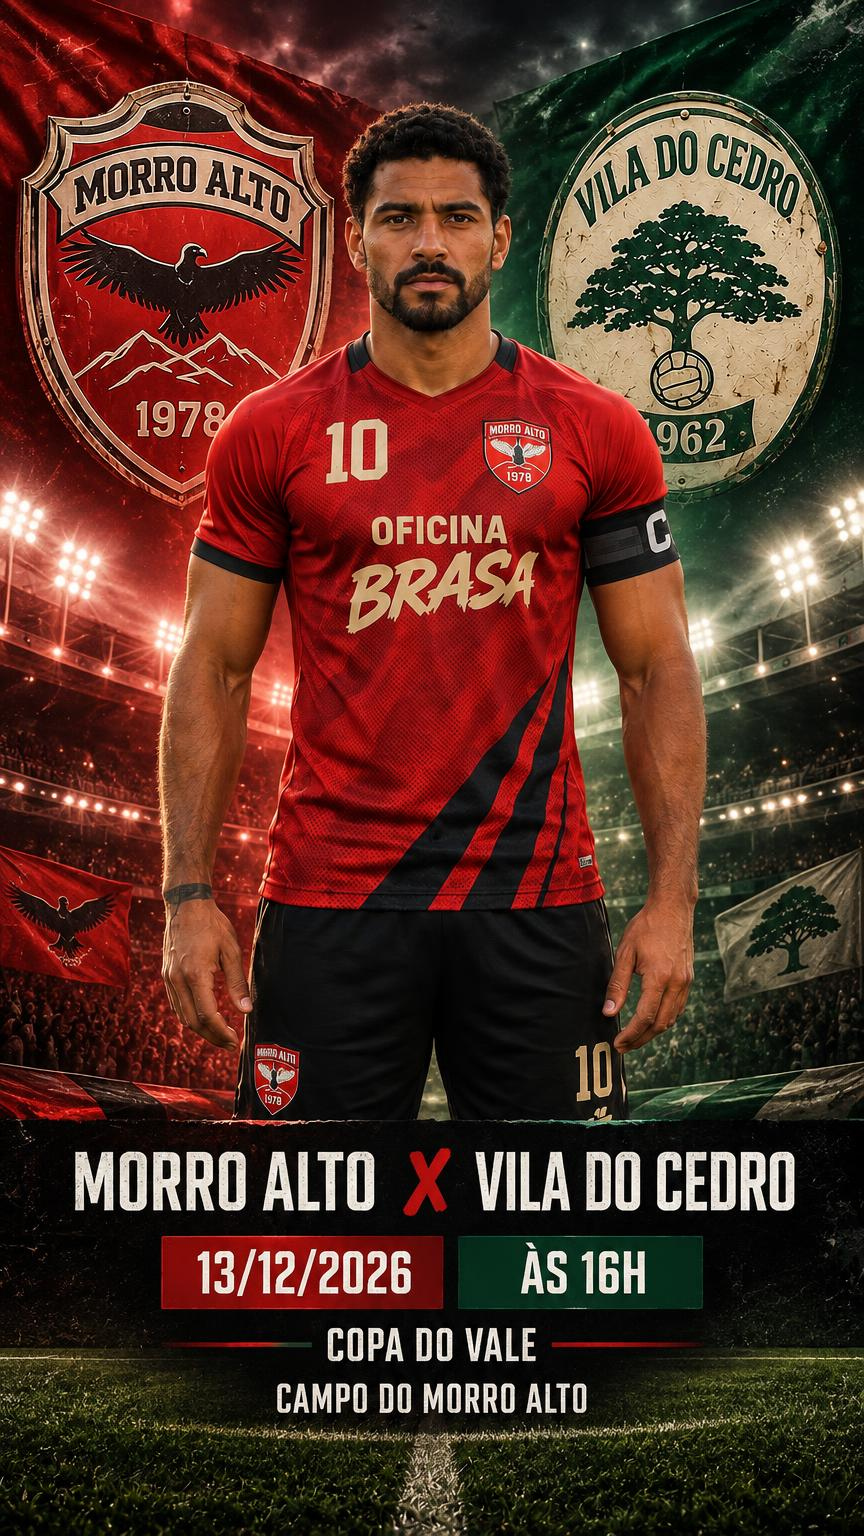 MORRO ALTO
1978
VILA DO CEDRO
1962
10
MORRO ALTO
1978
OFICINA
BRASA
C
MORRO ALTO
1978
10
MORRO ALTO X VILA DO CEDRO
13/12/2026
ÀS 16H
COPA DO VALE
CAMPO DO MORRO ALTO